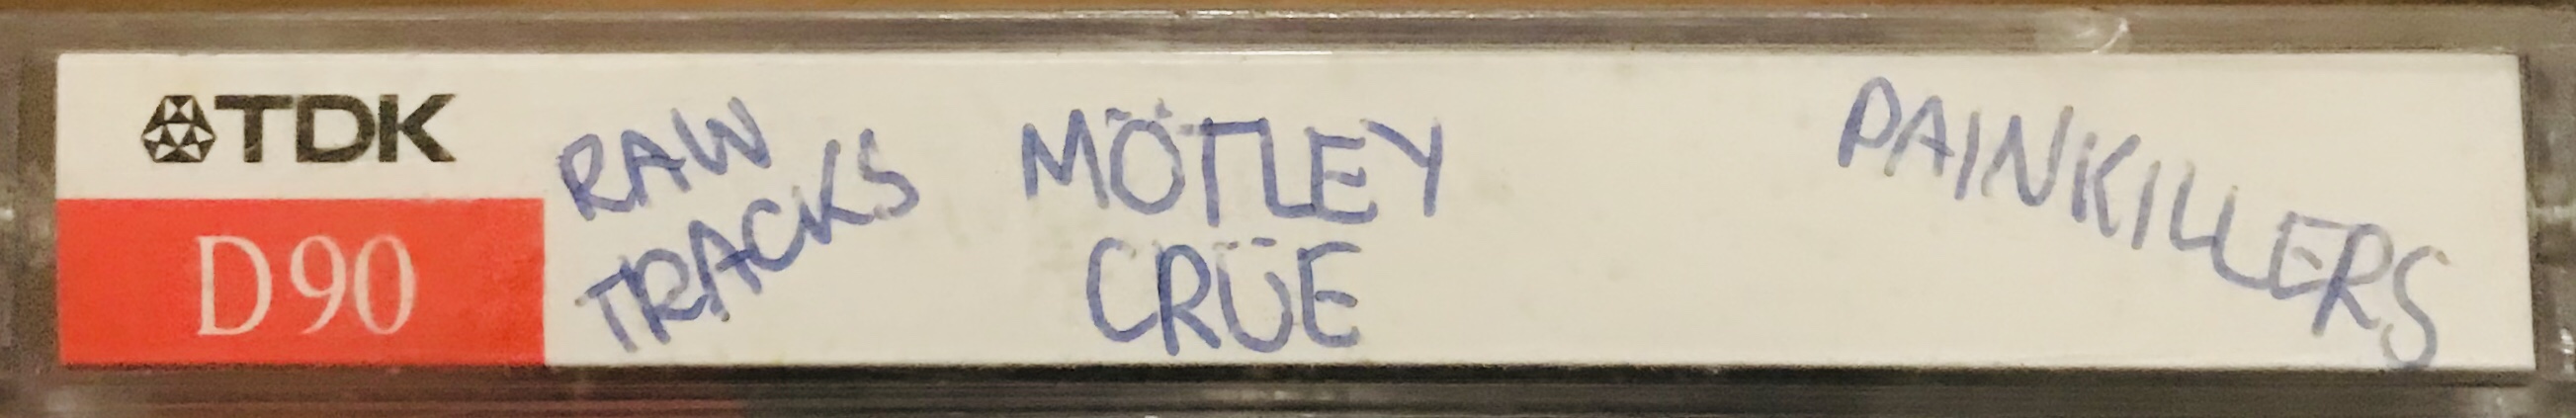 TDK
D90
RAW
TRACKS
MÖTLEY
CRÜE
PAINKILLERS